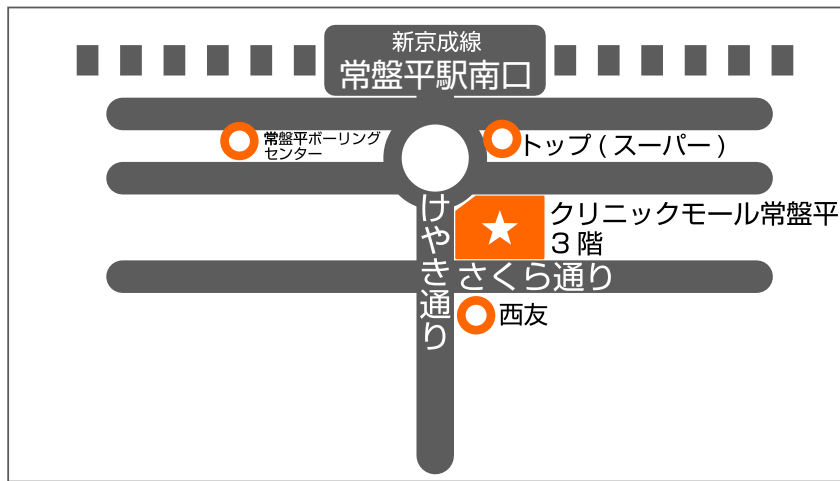 新京成線
常盤平駅南口
常盤平ボーリング
センター
トップ(スーパー)
クリニックモール常盤平
3階
けやき通り
さくら通り
西友